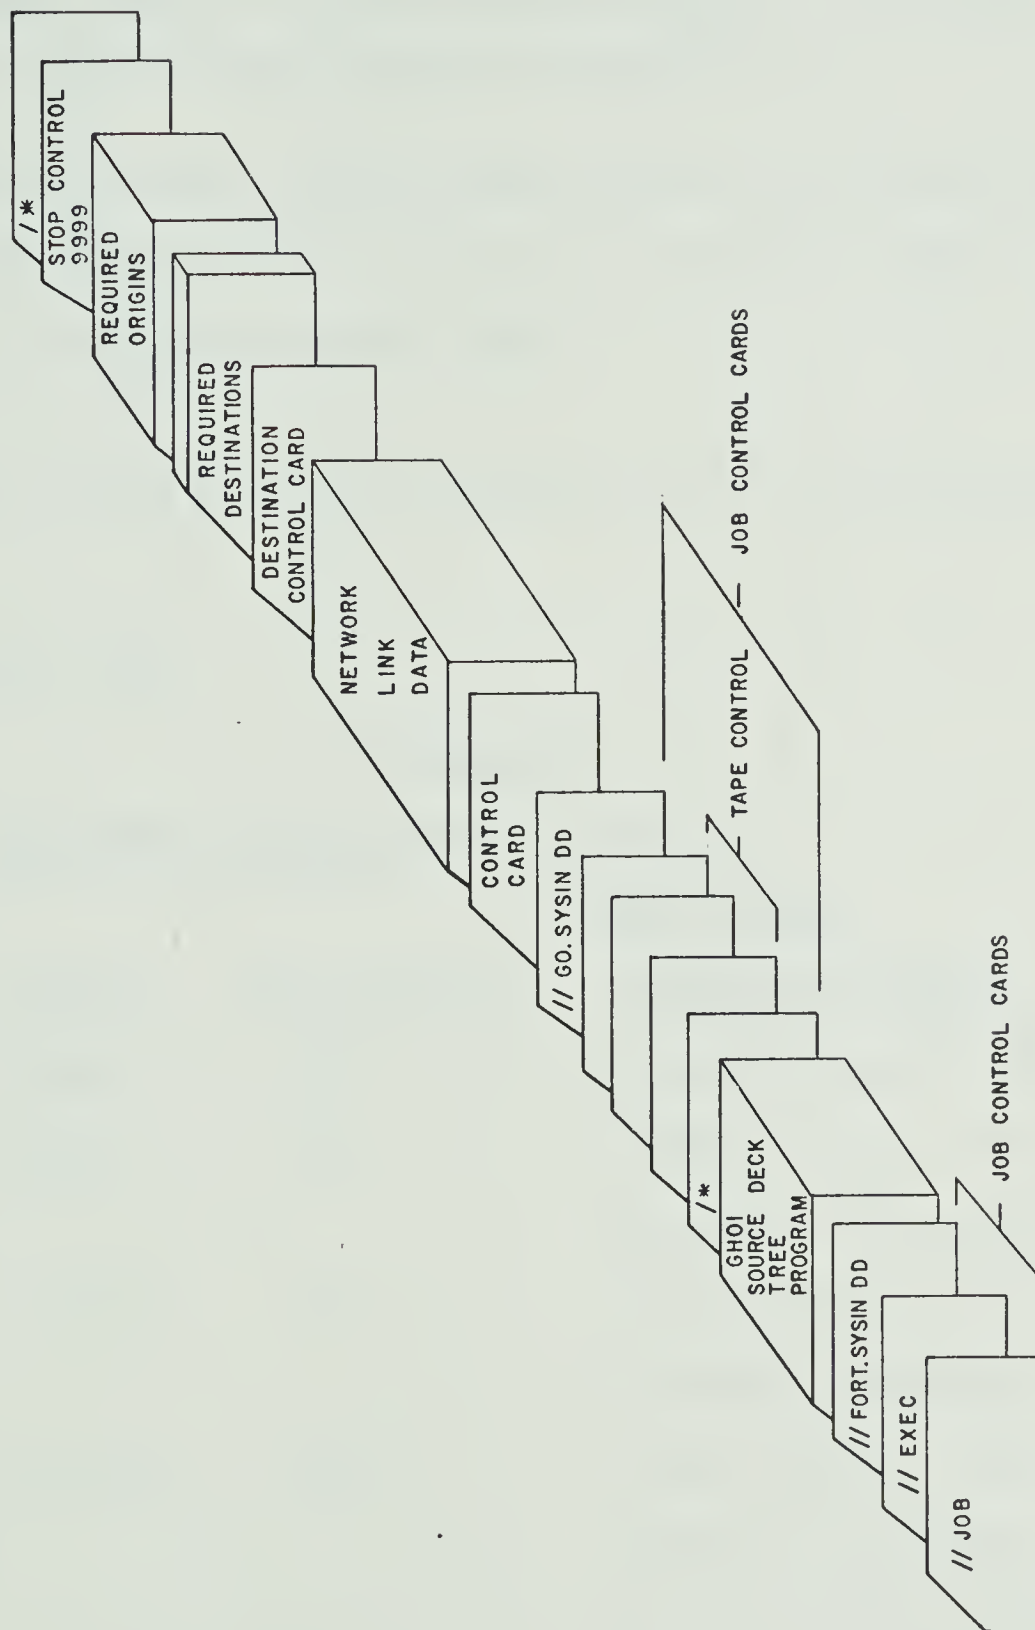 /*
STOP CONTROL
9999
REQUIRED
ORIGINS
REQUIRED
DESTINATIONS
DESTINATION
CONTROL CARD
NETWORK
LINK
DATA
CONTROL
CARD
// GO.SYSIN DD
TAPE CONTROL
JOB CONTROL CARDS
/*
GH01
SOURCE DECK
TREE
PROGRAM
// FORT.SYSIN DD
// EXEC
// JOB
JOB CONTROL CARDS